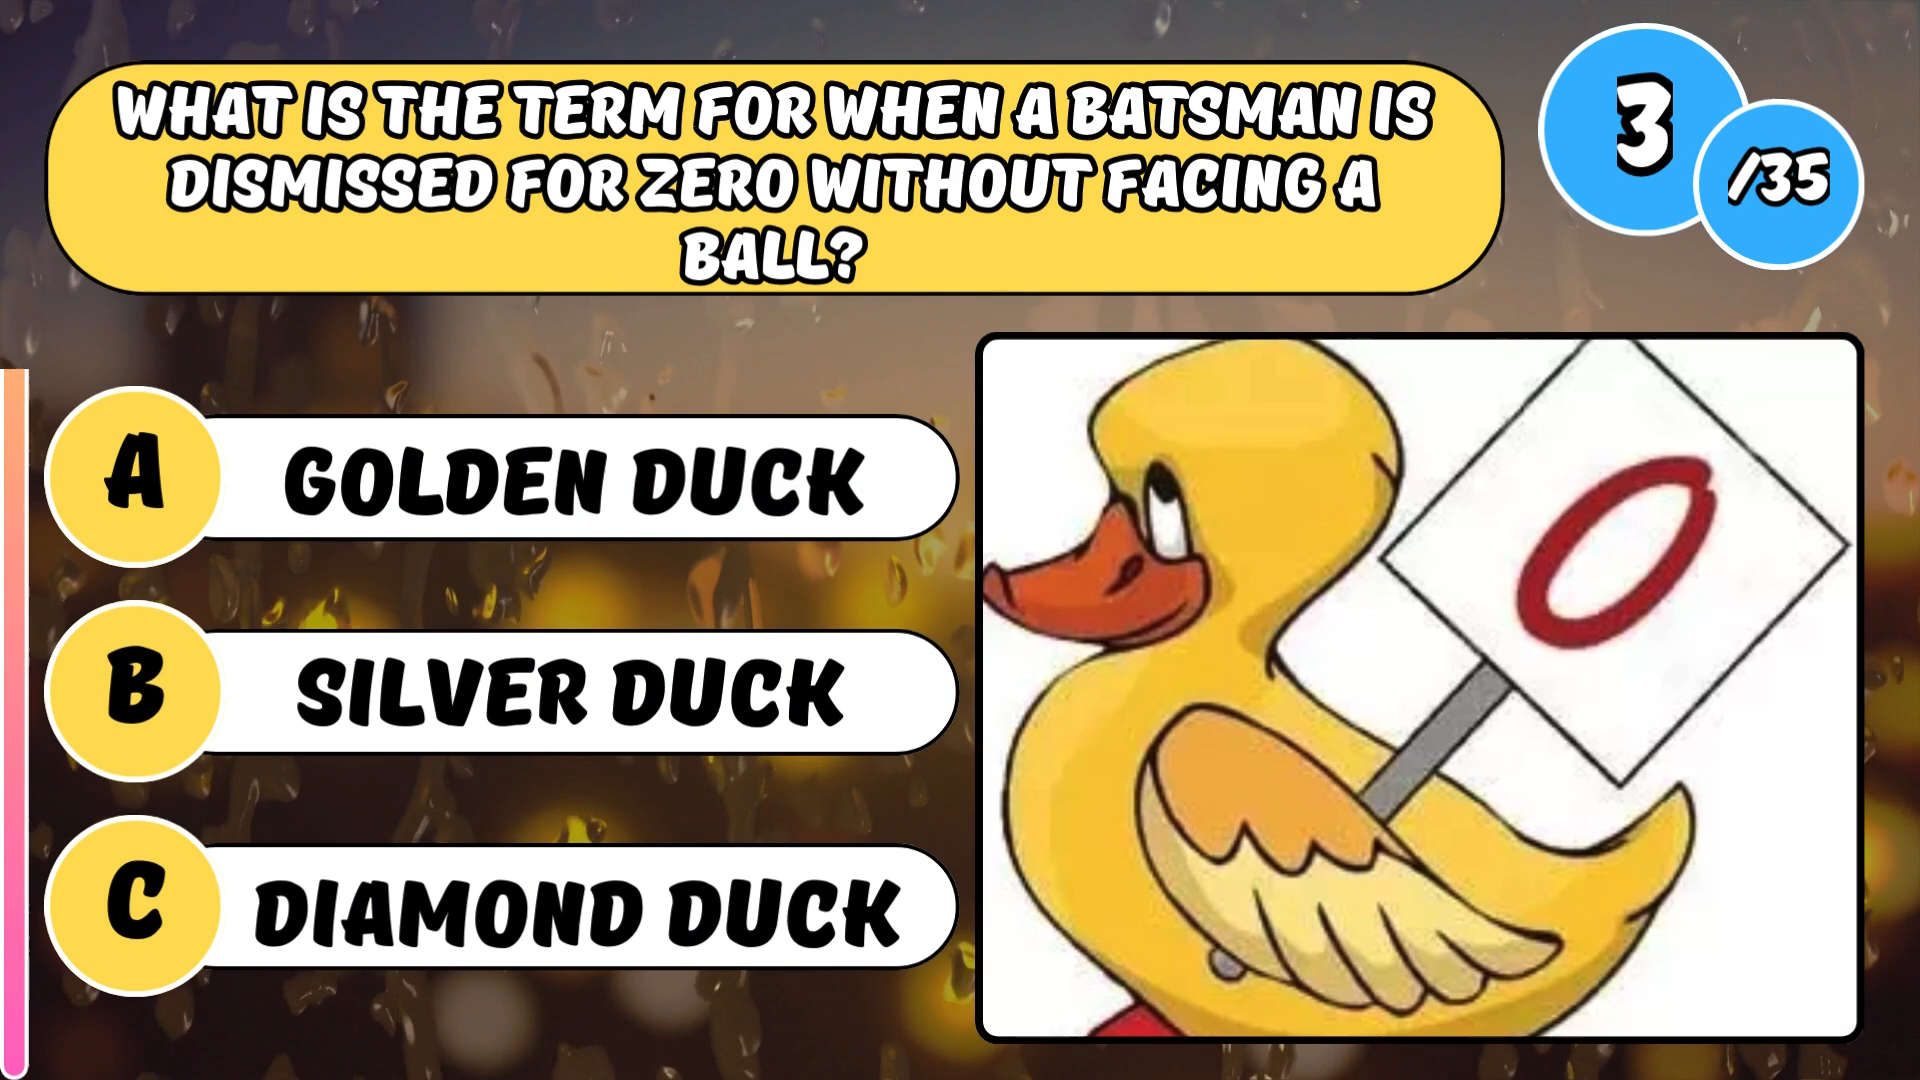 WHAT IS THE TERM FOR WHEN A BATSMAN IS
DISMISSED FOR ZERO WITHOUT FACING A
BALL?
3
/35
A
GOLDEN DUCK
B
SILVER DUCK
C
DIAMOND DUCK
0